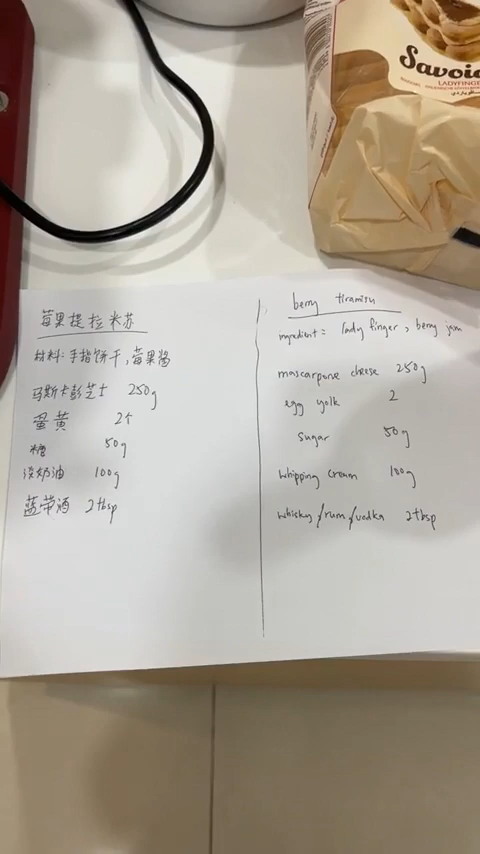 Savoia
LADYFINGER
莓果提拉米苏
材料：手指饼干，莓果酱
马斯卡彭芝士 250g
蛋黄 2个
糖 50g
淡奶油 100g
蓝带酒 2tbsp
berry tiramisu
ingredient: lady finger, berry jam
mascarpone cheese 250g
egg yolk 2
sugar 50g
whipping cream 100g
whisky/rum/vodka 2tbsp